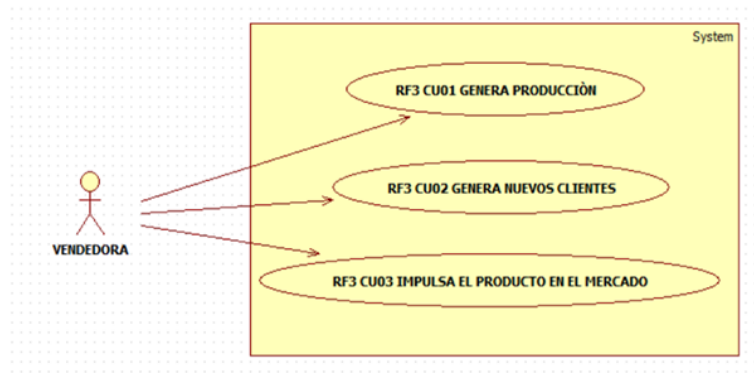 System
RF3 CU01 GENERA PRODUCCIÒN
RF3 CU02 GENERA NUEVOS CLIENTES
VENDEDORA
RF3 CU03 IMPULSA EL PRODUCTO EN EL MERCADO